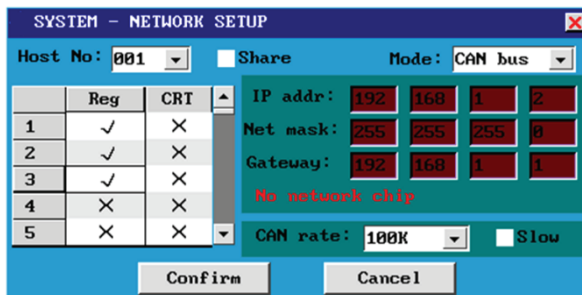 SYSTEM - NETWORK SETUP
Host No: 001 Share Mode: CAN bus
Reg CRT
1 ✓ ✕
2 ✓ ✕
3 ✓ ✕
4 ✕ ✕
5 ✕ ✕
IP addr: 192 168 1 2
Net mask: 255 255 255 0
Gateway: 192 168 1 1
No network chip
CAN rate: 100K Slow
Confirm Cancel